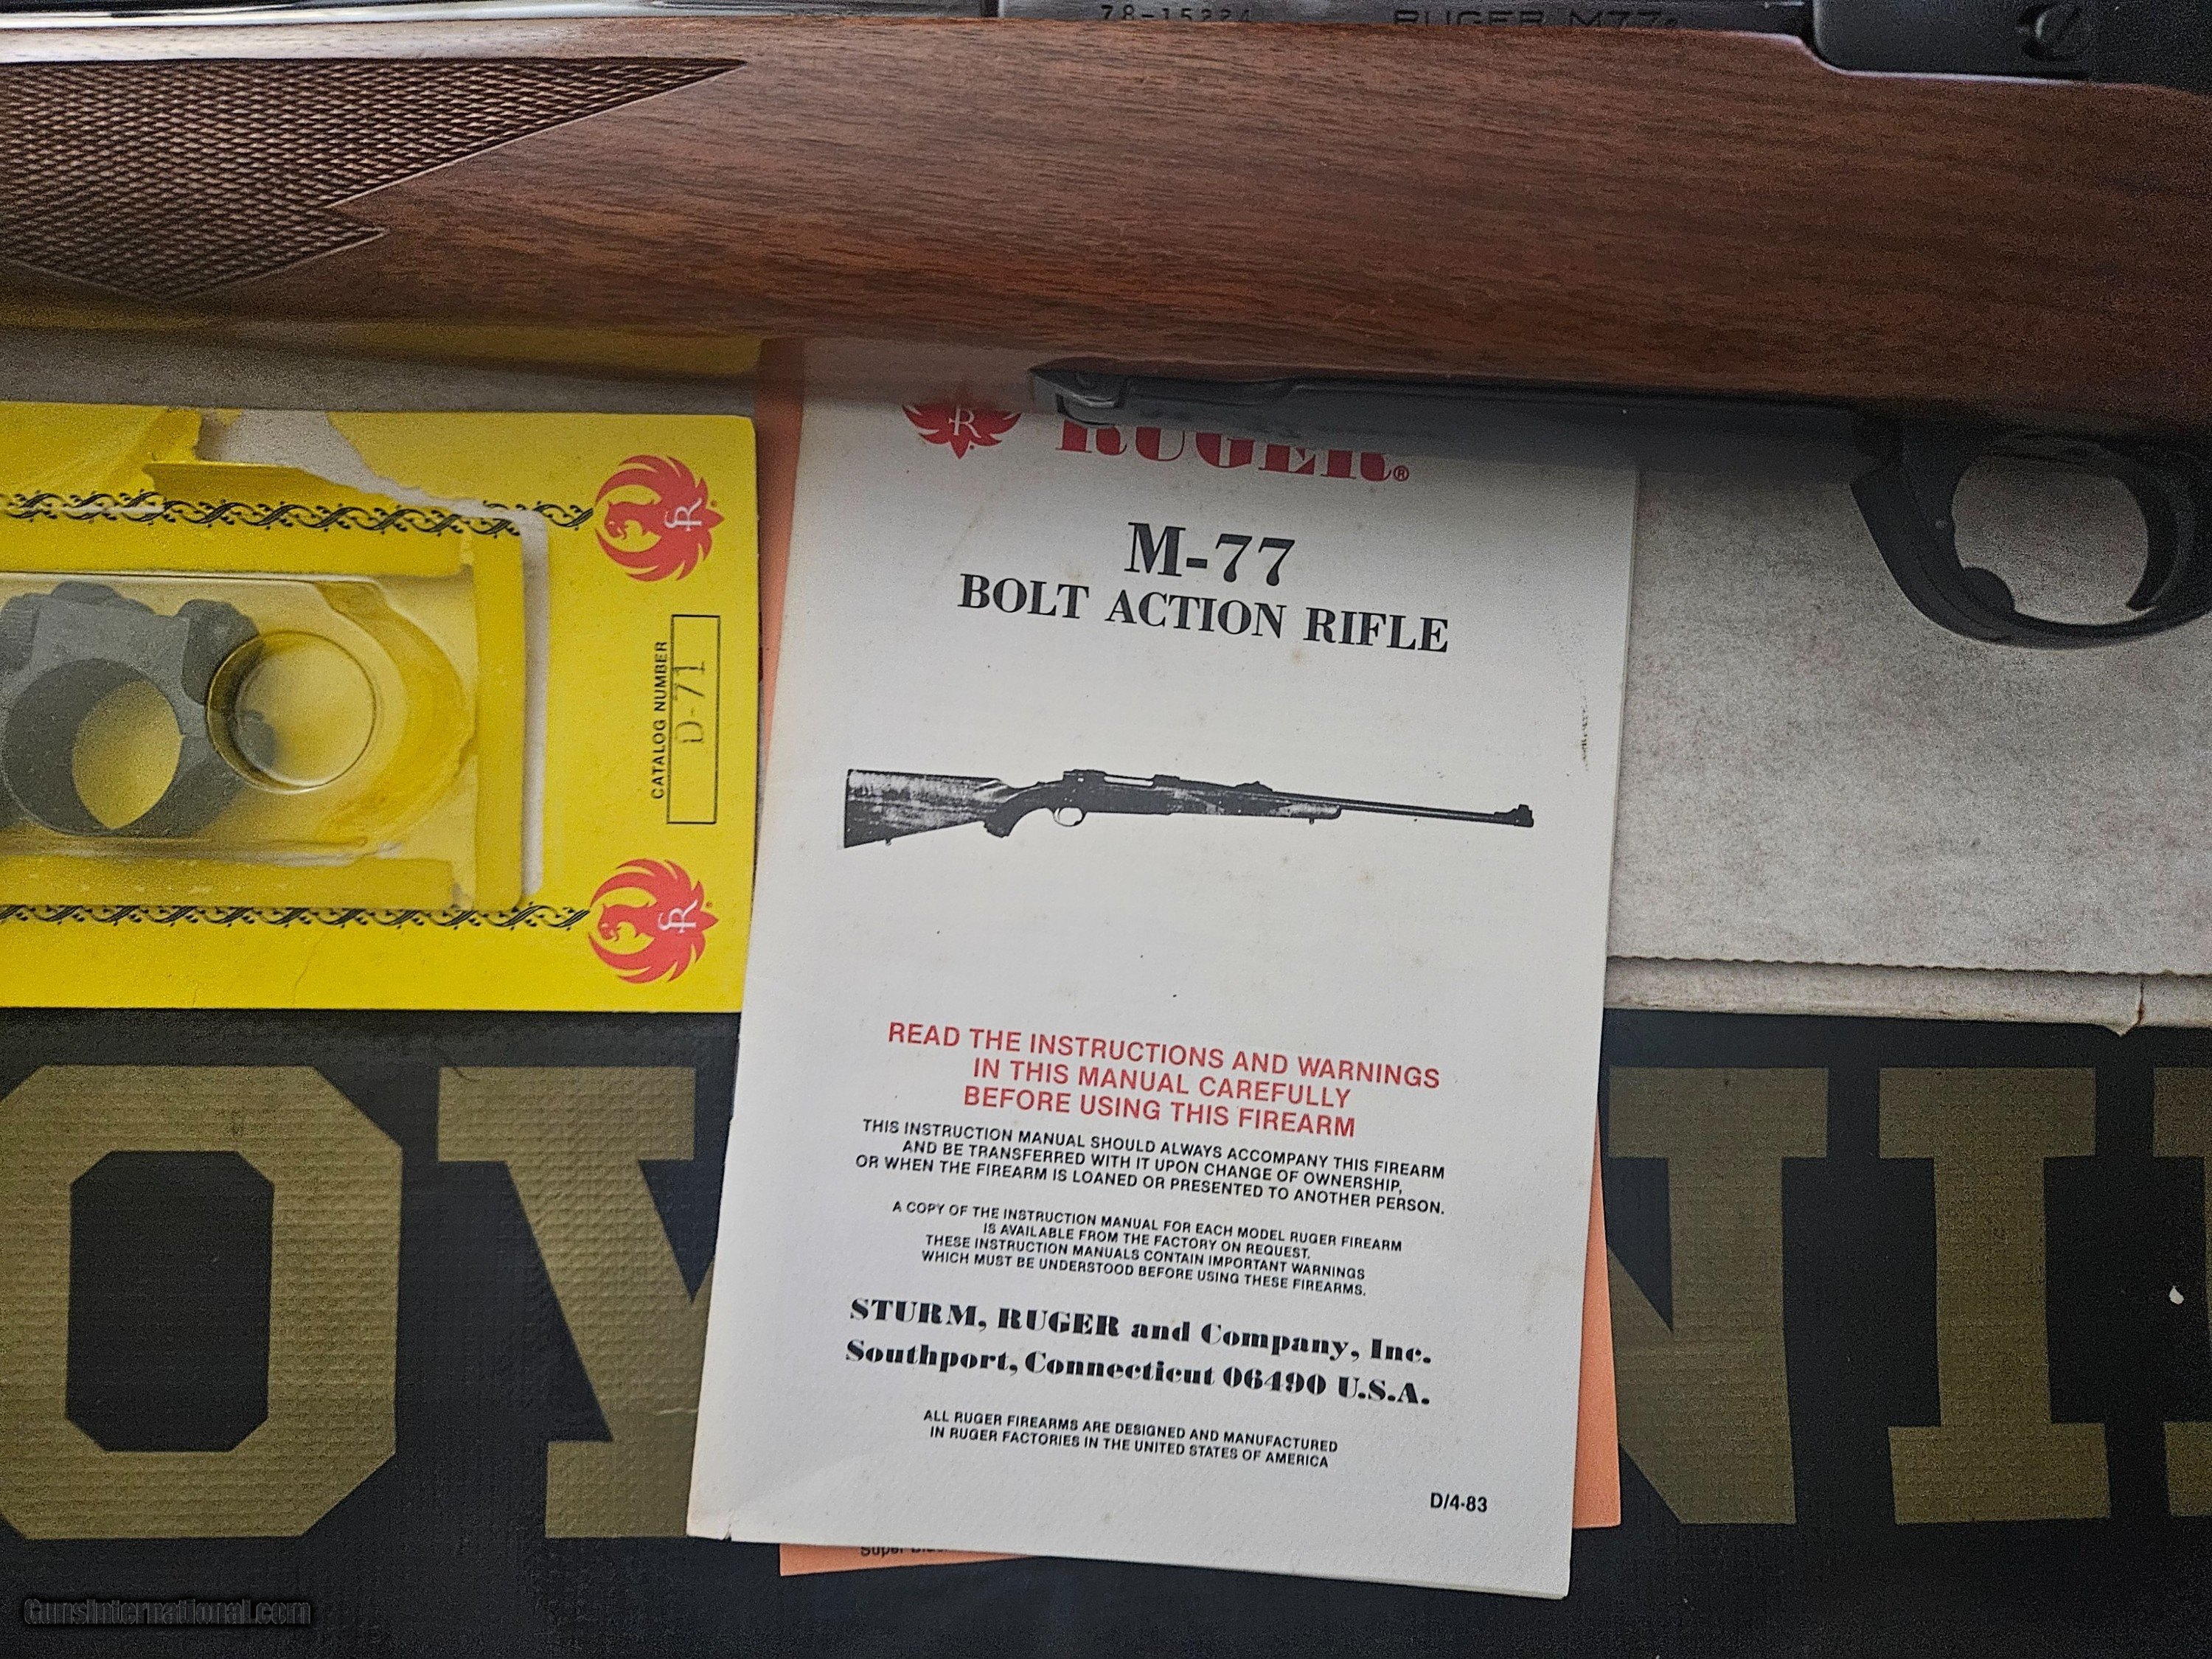 78-15224
RUGER M77®
R
RUGER®
M-77
BOLT ACTION RIFLE
R
CATALOG NUMBER
D-71
R
READ THE INSTRUCTIONS AND WARNINGS
IN THIS MANUAL CAREFULLY
BEFORE USING THIS FIREARM
THIS INSTRUCTION MANUAL SHOULD ALWAYS ACCOMPANY THIS FIREARM
AND BE TRANSFERRED WITH IT UPON CHANGE OF OWNERSHIP,
OR WHEN THE FIREARM IS LOANED OR PRESENTED TO ANOTHER PERSON.
A COPY OF THE INSTRUCTION MANUAL FOR EACH MODEL RUGER FIREARM
IS AVAILABLE FROM THE FACTORY ON REQUEST.
THESE INSTRUCTION MANUALS CONTAIN IMPORTANT WARNINGS
WHICH MUST BE UNDERSTOOD BEFORE USING THESE FIREARMS.
STURM, RUGER and Company, Inc.
Southport, Connecticut 06490 U.S.A.
ALL RUGER FIREARMS ARE DESIGNED AND MANUFACTURED
IN RUGER FACTORIES IN THE UNITED STATES OF AMERICA
D/4-83
Super
GunsInternational.com